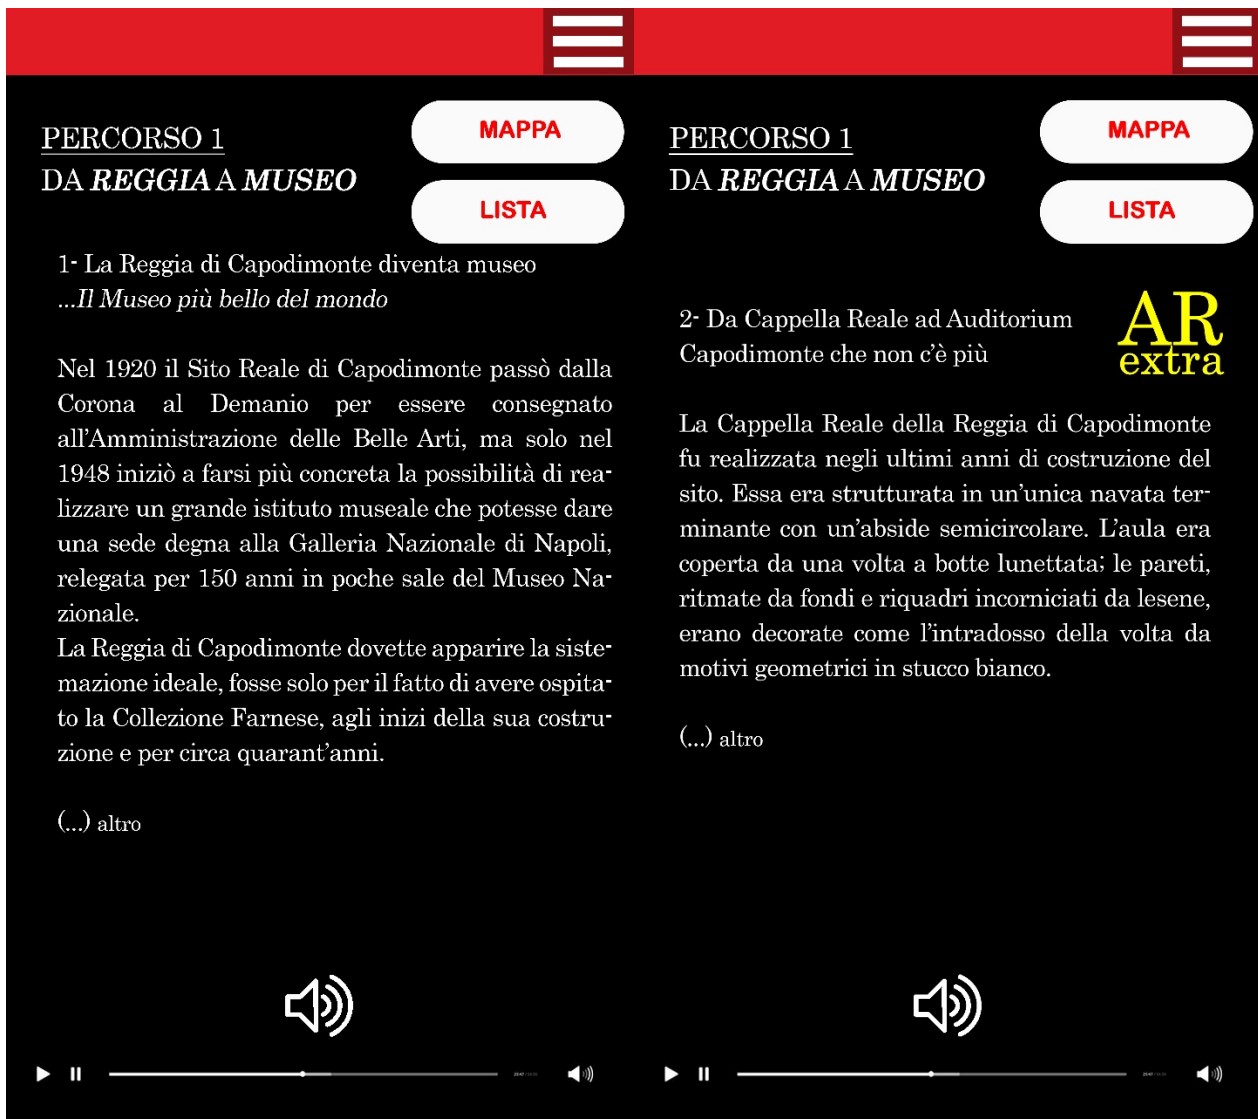 PERCORSO 1
DA REGGIA A MUSEO
MAPPA
LISTA
1- La Reggia di Capodimonte diventa museo
...Il Museo più bello del mondo
Nel 1920 il Sito Reale di Capodimonte passò dalla
Corona al Demanio per essere consegnato
all'Amministrazione delle Belle Arti, ma solo nel
1948 iniziò a farsi più concreta la possibilità di rea-
lizzare un grande istituto museale che potesse dare
una sede degna alla Galleria Nazionale di Napoli,
relegata per 150 anni in poche sale del Museo Na-
zionale.
La Reggia di Capodimonte dovette apparire la siste-
mazione ideale, fosse solo per il fatto di avere ospita-
to la Collezione Farnese, agli inizi della sua costru-
zione e per circa quarant'anni.
(...) altro
PERCORSO 1
DA REGGIA A MUSEO
MAPPA
LISTA
2- Da Cappella Reale ad Auditorium
Capodimonte che non c'è più
AR
extra
La Cappella Reale della Reggia di Capodimonte
fu realizzata negli ultimi anni di costruzione del
sito. Essa era strutturata in un'unica navata ter-
minante con un'abside semicircolare. L'aula era
coperta da una volta a botte lunettata; le pareti,
ritmate da fondi e riquadri incorniciati da lesene,
erano decorate come l'intradosso della volta da
motivi geometrici in stucco bianco.
(...) altro